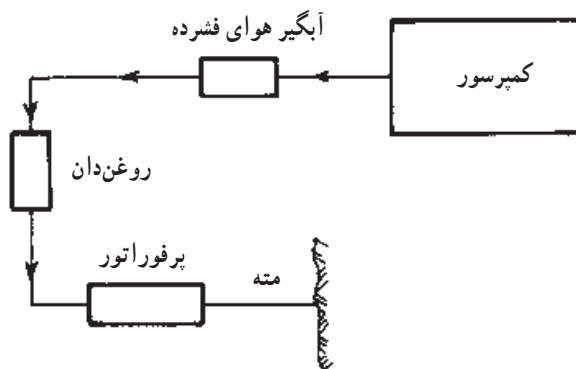 آبگیر هوای فشرده
کمپرسور
روغن‌دان
پرفوراتور
مته